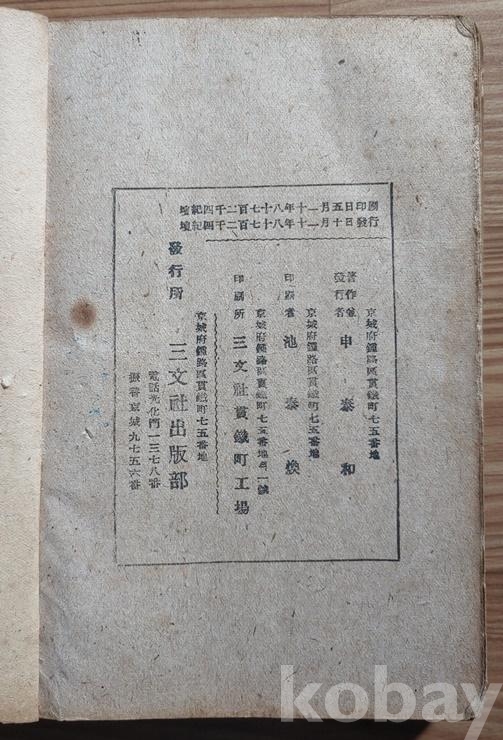 壇紀四千二百七十八年十二月五日印刷
壇紀四千二百七十八年十二月十日發行
京城府鍾路區貫鐵町七五番地
著作兼
發行者 申泰和
京城府鍾路區貫鐵町七五番地
印刷者 池泰
京城府鍾路區貫鐵町七五番地一號
印刷所 三文社貫鐵町工場
京城府鍾路區貫鐵町七五番地
發行所 三文社出版部
電話光化門一三七八番
振替京城九七五六番
kobay